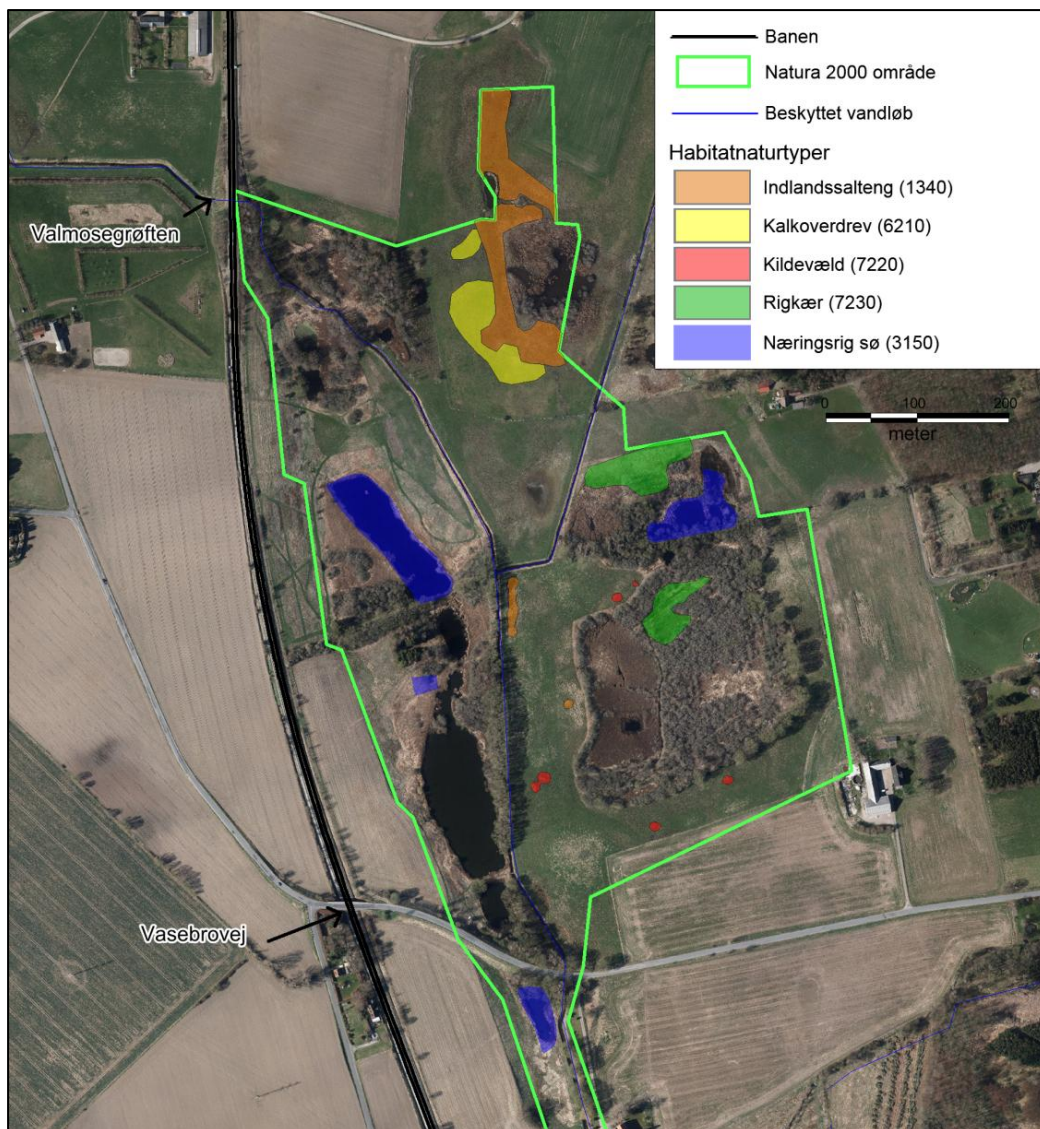 Banen
Natura 2000 område
Beskyttet vandløb
Habitatnaturtyper
Indlandssalteng (1340)
Kalkoverdrev (6210)
Kildevæld (7220)
Rigkær (7230)
Næringsrig sø (3150)
0 100 200
meter
Valmosegrøften
Vasebrovej